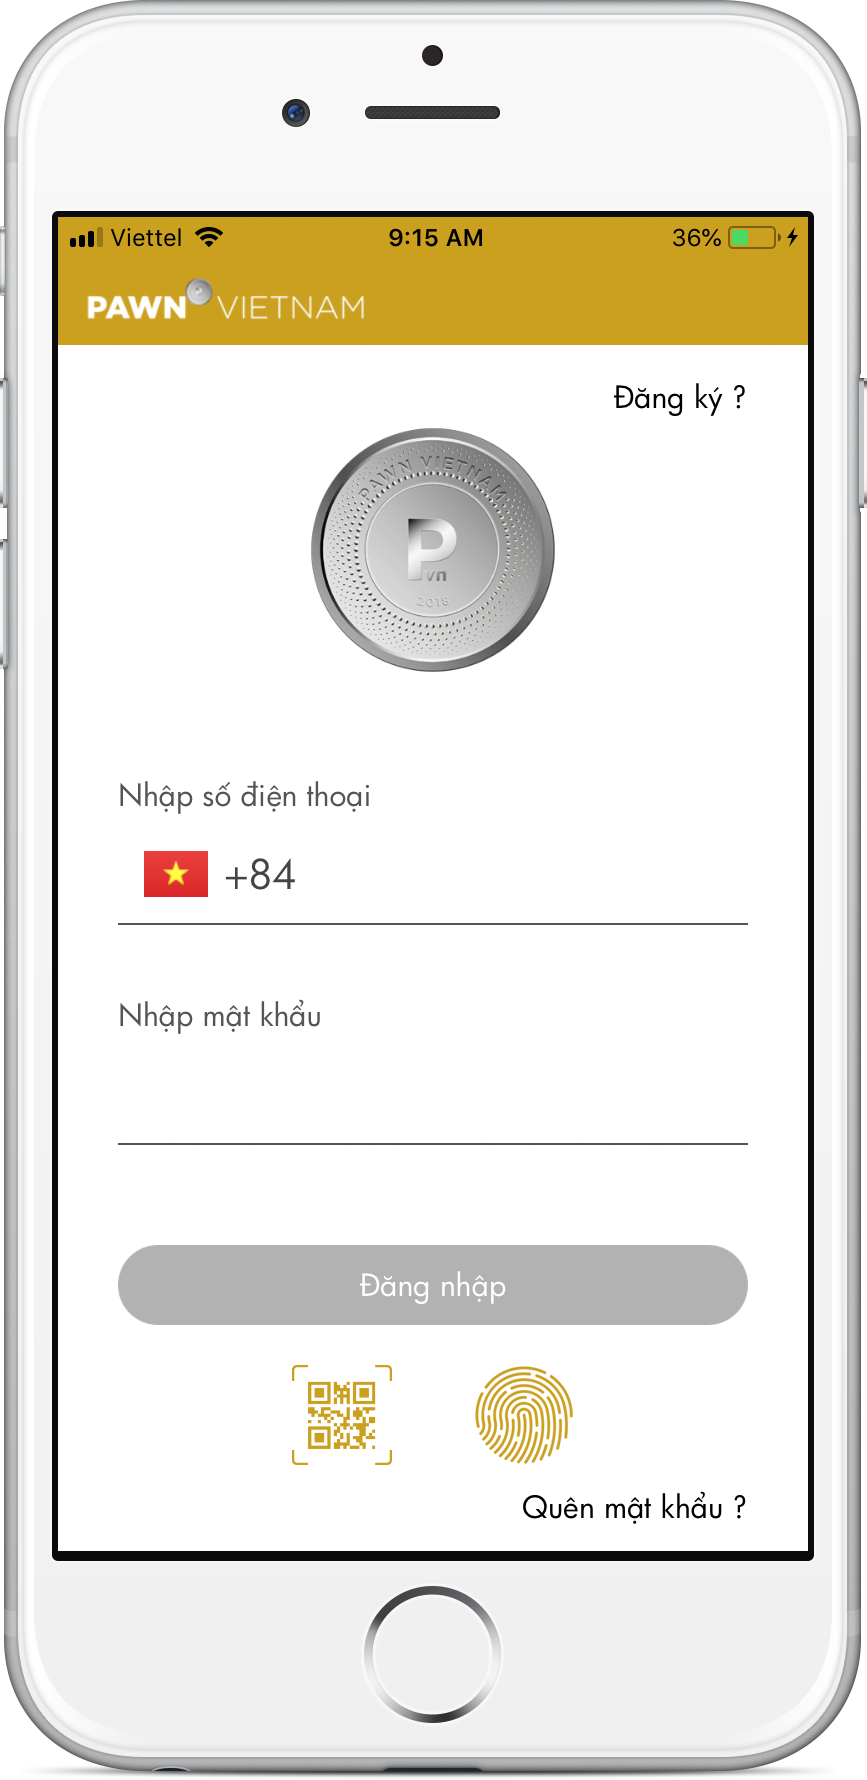 Viettel
9:15 AM
36%
PAWN VIETNAM
Đăng ký ?
PAWN VIETNAM
P
vn
2018
Nhập số điện thoại
+84
Nhập mật khẩu
Đăng nhập
Quên mật khẩu ?